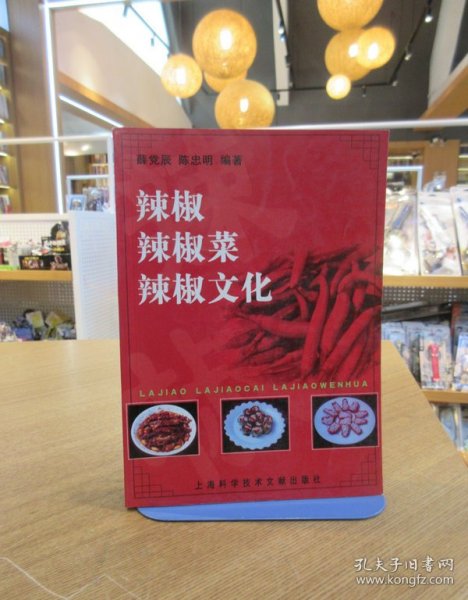 薛党辰 陈忠明 编著
辣椒
辣椒菜
辣椒文化
LAJIAO LAJIAOCAI LAJIAOWENHUA
上海科学技术文献出版社
孔夫子旧书网
www.kongfz.com